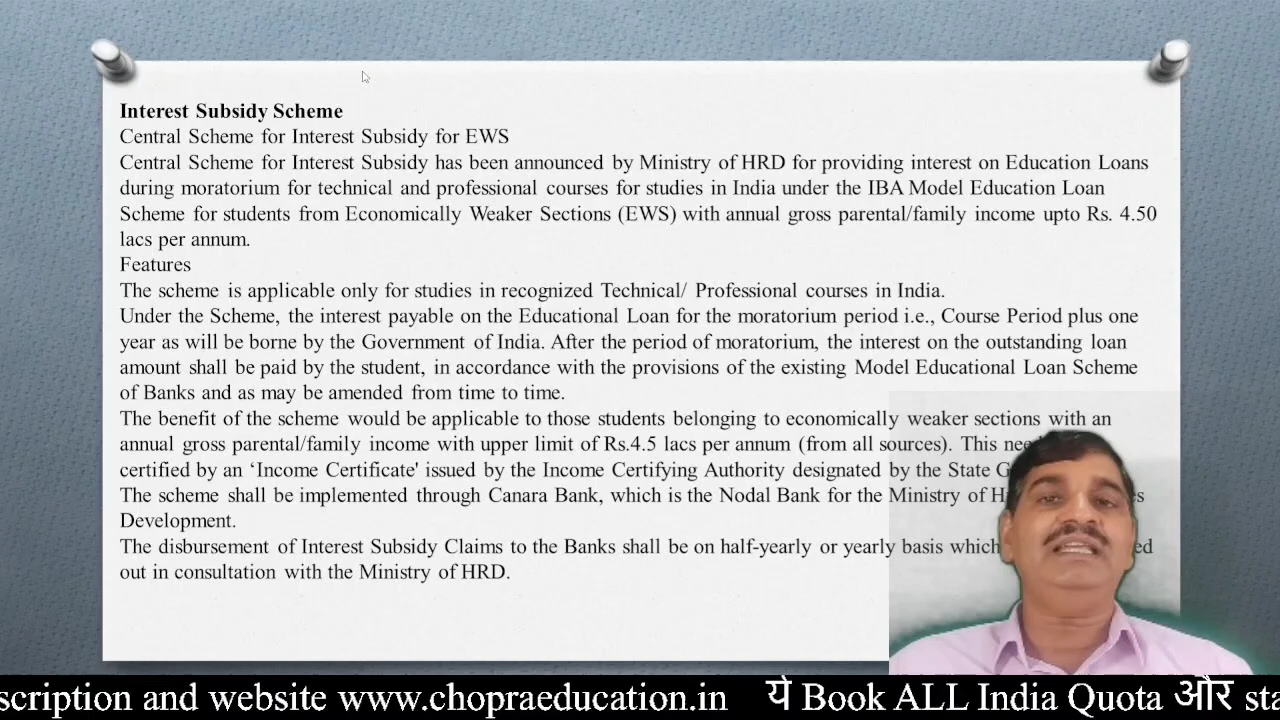 Interest Subsidy Scheme
Central Scheme for Interest Subsidy for EWS
Central Scheme for Interest Subsidy has been announced by Ministry of HRD for providing interest on Education Loans
during moratorium for technical and professional courses for studies in India under the IBA Model Education Loan
Scheme for students from Economically Weaker Sections (EWS) with annual gross parental/family income upto Rs. 4.50
lacs per annum.
Features
The scheme is applicable only for studies in recognized Technical/ Professional courses in India.
Under the Scheme, the interest payable on the Educational Loan for the moratorium period i.e., Course Period plus one
year as will be borne by the Government of India. After the period of moratorium, the interest on the outstanding loan
amount shall be paid by the student, in accordance with the provisions of the existing Model Educational Loan Scheme
of Banks and as may be amended from time to time.
The benefit of the scheme would be applicable to those students belonging to economically weaker sections with an
annual gross parental/family income with upper limit of Rs.4.5 lacs per annum (from all sources). This
certified by an ‘Income Certificate' issued by the Income Certifying Authority designated by the State
The scheme shall be implemented through Canara Bank, which is the Nodal Bank for the Ministry of
Development.
The disbursement of Interest Subsidy Claims to the Banks shall be on half-yearly or yearly basis which
out in consultation with the Ministry of HRD.
scription and website www.chopraeducation.in ये Book ALL India Quota और sta